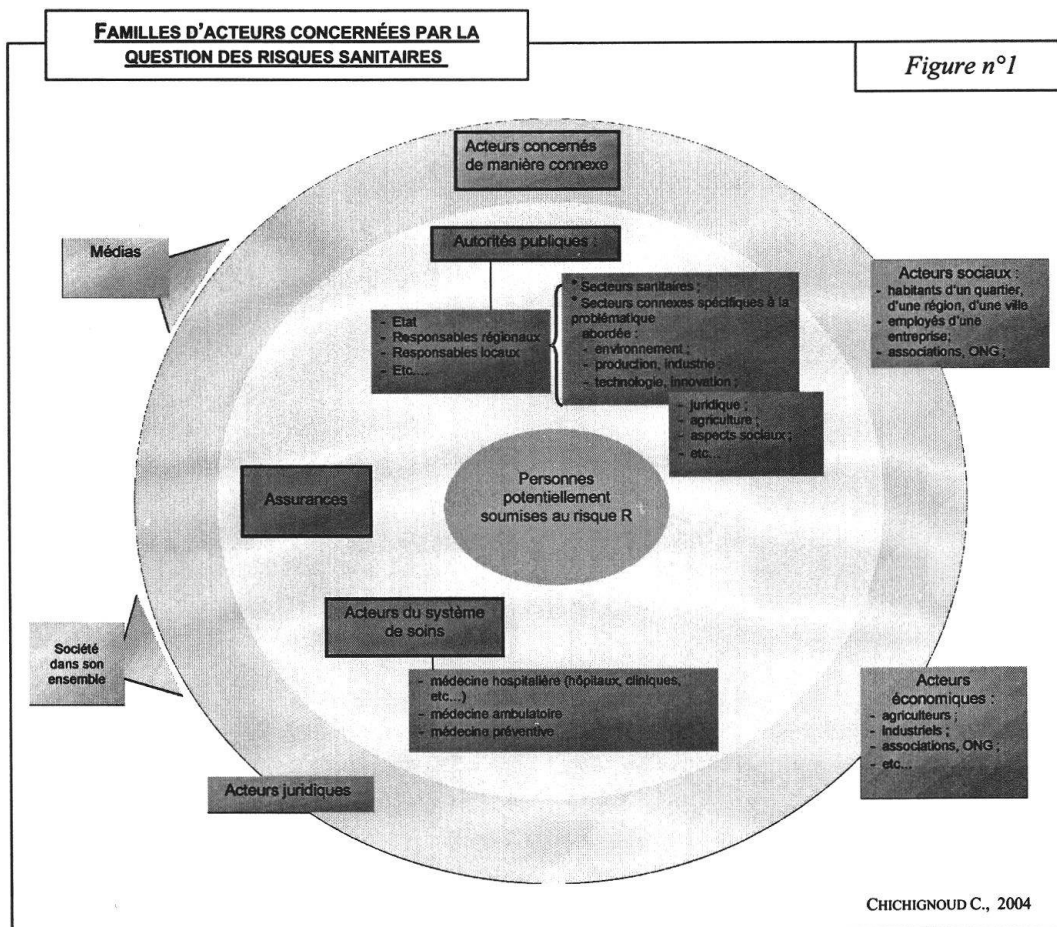 FAMILLES D'ACTEURS CONCERNÉES PAR LA
QUESTION DES RISQUES SANITAIRES
Figure n°1
Acteurs concernés
de manière connexe
Médias
Autorités publiques :
- Etat
- Responsables régionaux
- Responsables locaux
- Etc....
* Secteurs sanitaires ;
* Secteurs connexes spécifiques à la
problématique
abordée :
- environnement ;
- production, industrie ;
- technologie, innovation ;
- juridique ;
- agriculture ;
- aspects sociaux ;
- etc...
Acteurs sociaux :
- habitants d'un quartier,
d'une région, d'une ville
- employés d'une
entreprise;
- associations, ONG ;
Assurances
Personnes
potentiellement
soumises au risque R
Acteurs du système
de soins
- médecine hospitalière (hôpitaux, cliniques,
etc...)
- médecine ambulatoire
- médecine préventive
Société
dans son
ensemble
Acteurs
économiques :
- agriculteurs ;
- industriels ;
- associations, ONG ;
- etc...
Acteurs juridiques
CHICHIGNOUD C., 2004